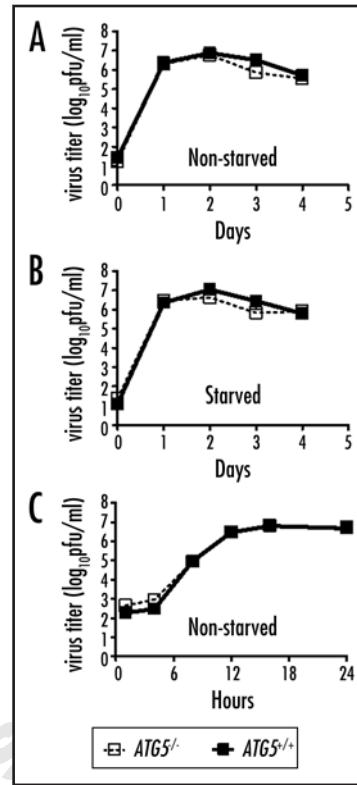 A
virus titer (log₁₀pfu/ml)
7
6
5
4
3
2
1
0
Non-starved
0 1 2 3 4 5
Days
B
virus titer (log₁₀pfu/ml)
7
6
5
4
3
2
1
0
Starved
0 1 2 3 4 5
Days
C
virus titer (log₁₀pfu/ml)
8
7
6
5
4
3
2
1
0
Non-starved
0 6 12 18 24
Hours
ATG5⁻/⁻ ATG5⁺/⁺